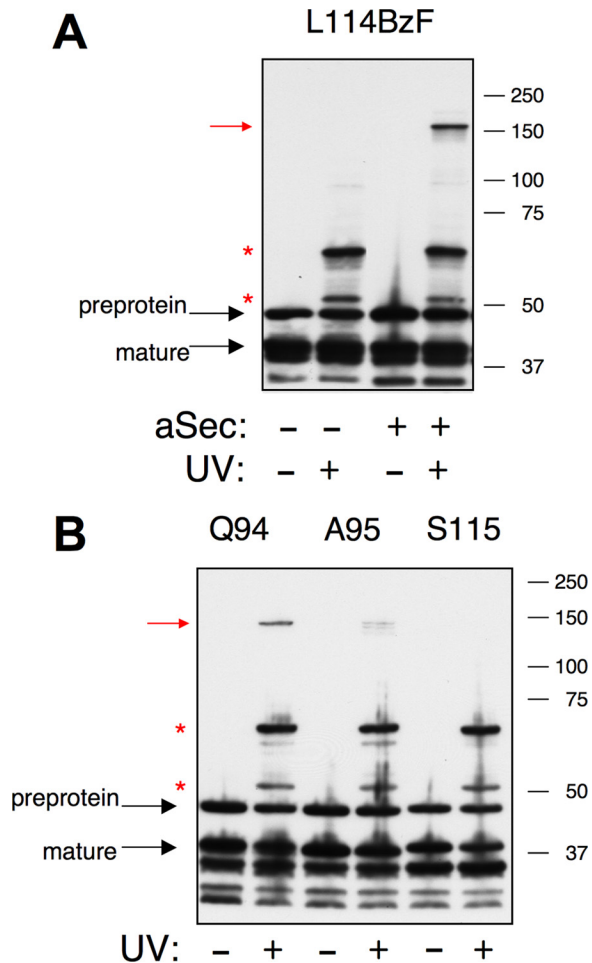 A
L114BzF
250
150
100
75
*
* 50
preprotein
mature
37
aSec: – – + +
UV: – + – +
B
Q94 A95 S115
250
150
100
75
*
* 50
preprotein
mature 37
UV: – + – + – +